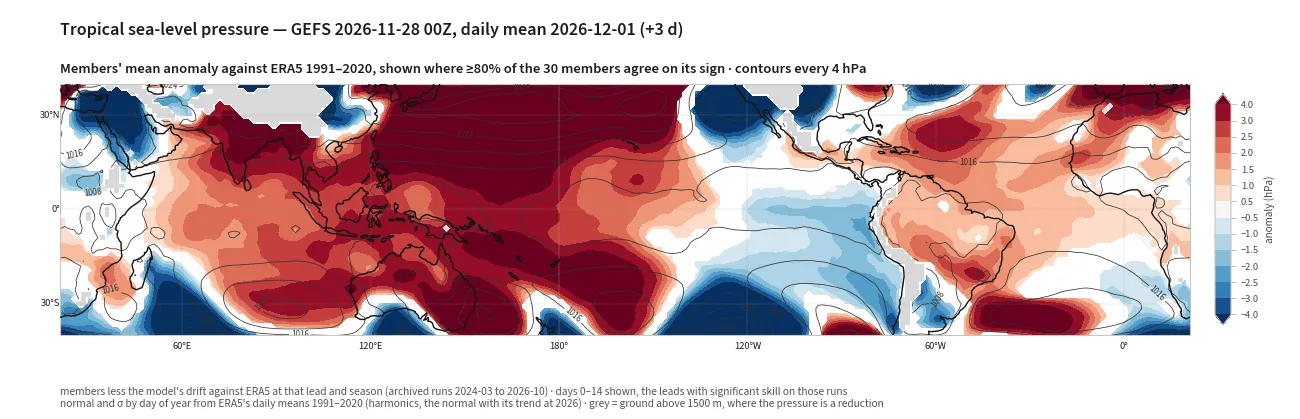 Tropical sea-level pressure — GEFS 2026-11-28 00Z, daily mean 2026-12-01 (+3 d)
Members' mean anomaly against ERA5 1991–2020, shown where ≥80% of the 30 members agree on its sign · contours every 4 hPa
30°N
0°
30°S
60°E
120°E
180°
120°W
60°W
0°
1016
1008
1016
1016
1016
1016
1008
1016
4.0
3.0
2.0
1.5
1.0
0.5
−0.5
−1.0
−1.5
−2.0
−3.0
−4.0
anomaly (hPa)
members less the model's drift against ERA5 at that lead and season (archived runs 2024-03 to 2026-10) · days 0–14 shown, the leads with significant skill on those runs
normal and σ by day of year from ERA5's daily means 1991–2020 (harmonics, the normal with its trend at 2026) · grey = ground above 1500 m, where the pressure is a reduction